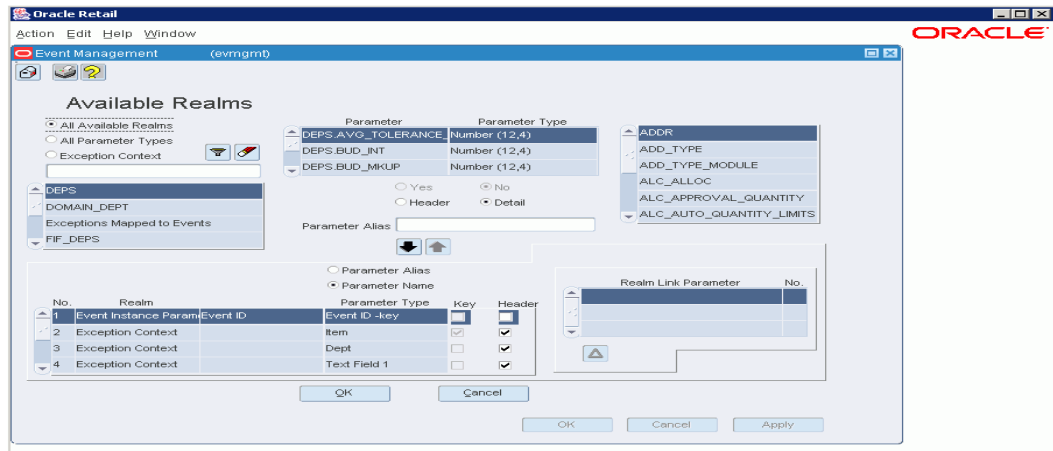 Oracle Retail
Action Edit Help Window
ORACLE
Event Management (evmgmt)
Available Realms
All Available Realms
All Parameter Types
Exception Context
DEPS
DOMAIN_DEPT
Exceptions Mapped to Events
FIF_DEPS
Parameter Parameter Type
DEPS.AVG_TOLERANCE_ Number (12,4)
DEPS.BUD_INT Number (12,4)
DEPS.BUD_MKUP Number (12,4)
Yes No
Header Detail
Parameter Alias
ADDR
ADD_TYPE
ADD_TYPE_MODULE
ALC_ALLOC
ALC_APPROVAL_QUANTITY
ALC_AUTO_QUANTITY_LIMITS
Parameter Alias
Parameter Name
No. Realm Parameter Type Key Header
1 Event Instance Param Event ID Event ID -key
2 Exception Context Item
3 Exception Context Dept
4 Exception Context Text Field 1
Realm Link Parameter No.
OK Cancel
OK Cancel Apply